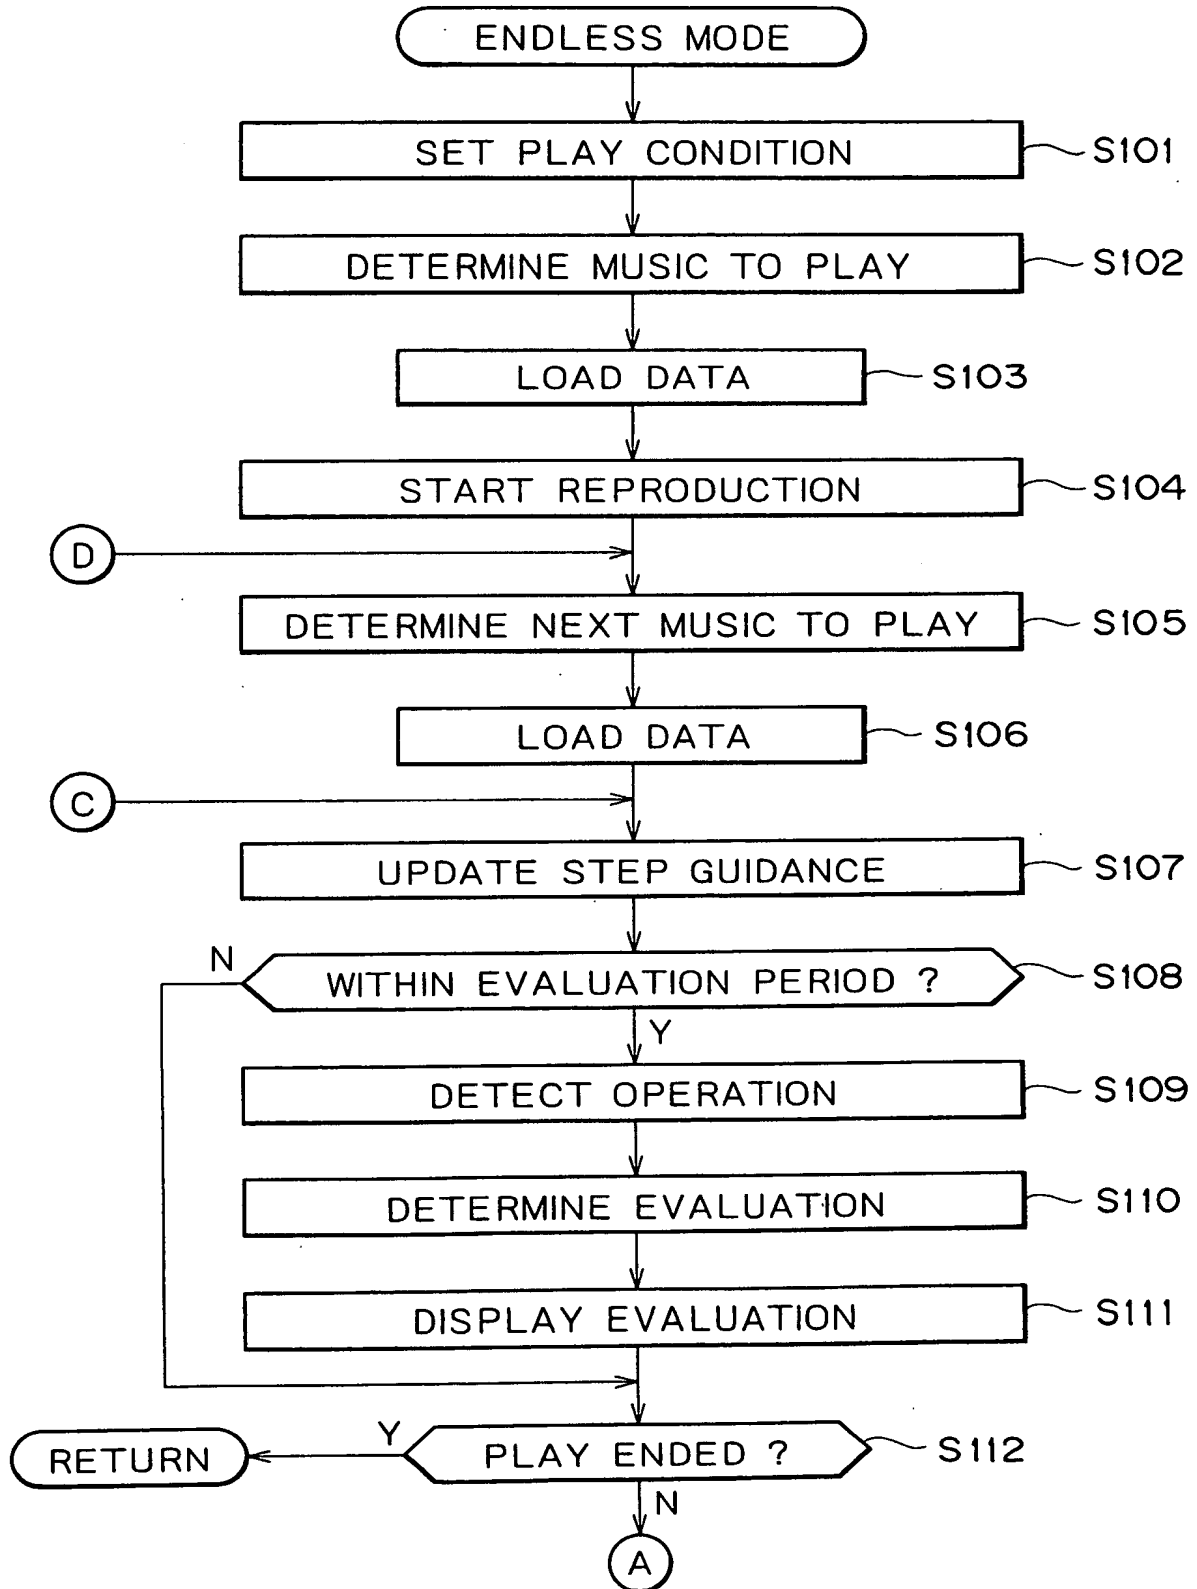 ENDLESS MODE
SET PLAY CONDITION S101
DETERMINE MUSIC TO PLAY S102
LOAD DATA S103
START REPRODUCTION S104
D
DETERMINE NEXT MUSIC TO PLAY S105
LOAD DATA S106
C
UPDATE STEP GUIDANCE S107
N
WITHIN EVALUATION PERIOD ? S108
Y
DETECT OPERATION S109
DETERMINE EVALUATION S110
DISPLAY EVALUATION S111
RETURN Y PLAY ENDED ? S112
N
A